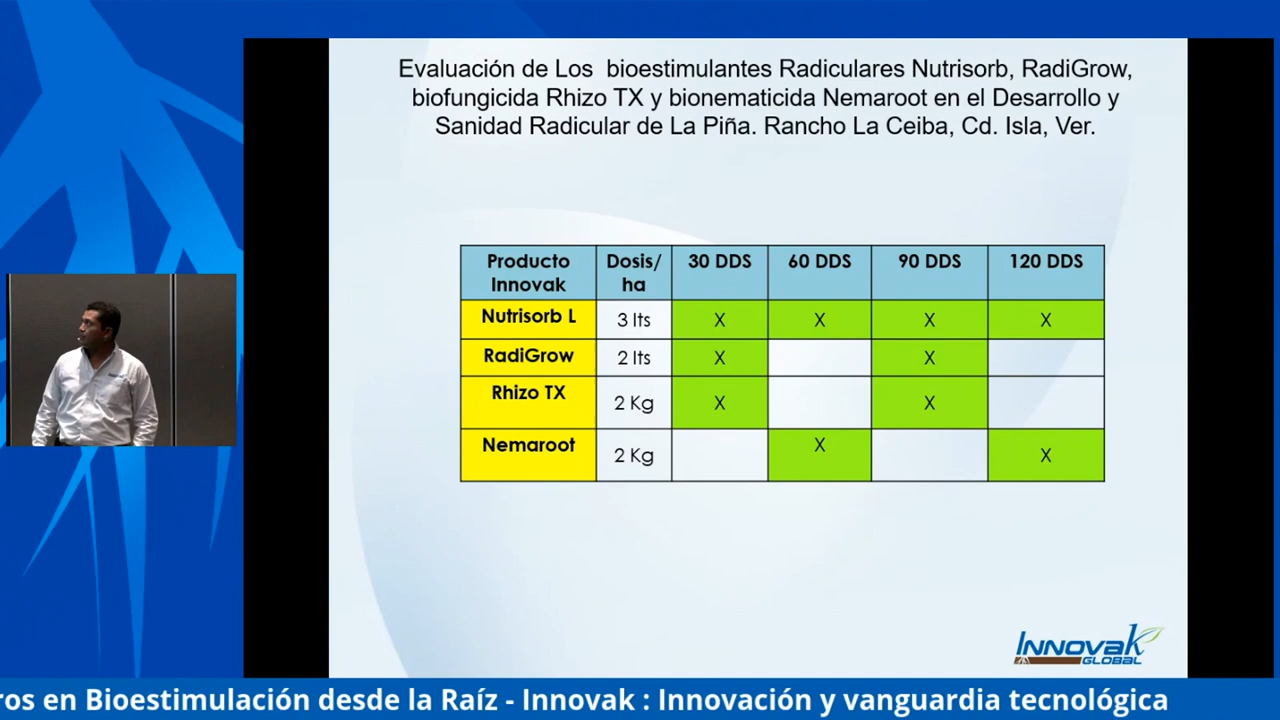 Evaluación de Los bioestimulantes Radiculares Nutrisorb, RadiGrow,
biofungicida Rhizo TX y bionematicida Nemaroot en el Desarrollo y
Sanidad Radicular de La Piña. Rancho La Ceiba, Cd. Isla, Ver.
Producto Innovak Dosis/ha 30 DDS 60 DDS 90 DDS 120 DDS
Nutrisorb L 3 lts X X X X
RadiGrow 2 lts X X
Rhizo TX 2 Kg X X
Nemaroot 2 Kg X X
INNOVAK
GLOBAL
ros en Bioestimulación desde la Raíz - Innovak : Innovación y vanguardia tecnológica